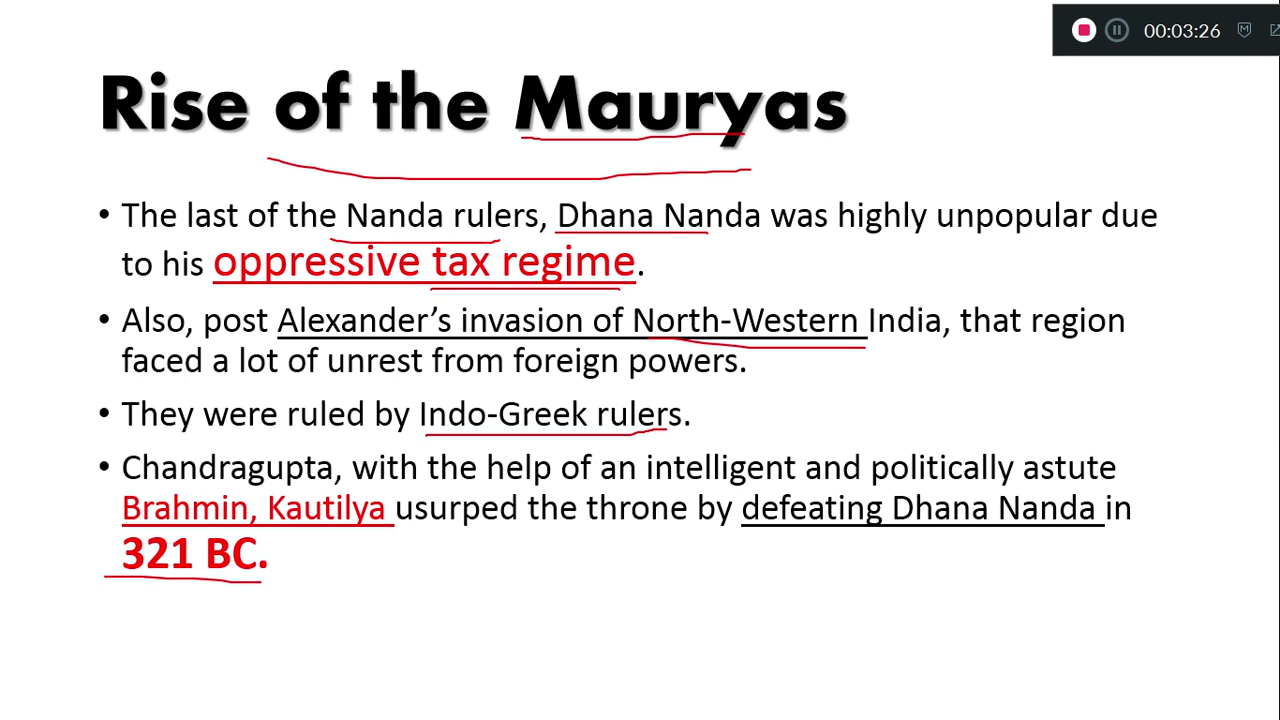 00:03:26
Rise of the Mauryas
• The last of the Nanda rulers, Dhana Nanda was highly unpopular due
to his oppressive tax regime.
• Also, post Alexander’s invasion of North-Western India, that region
faced a lot of unrest from foreign powers.
• They were ruled by Indo-Greek rulers.
• Chandragupta, with the help of an intelligent and politically astute
Brahmin, Kautilya usurped the throne by defeating Dhana Nanda in
321 BC.